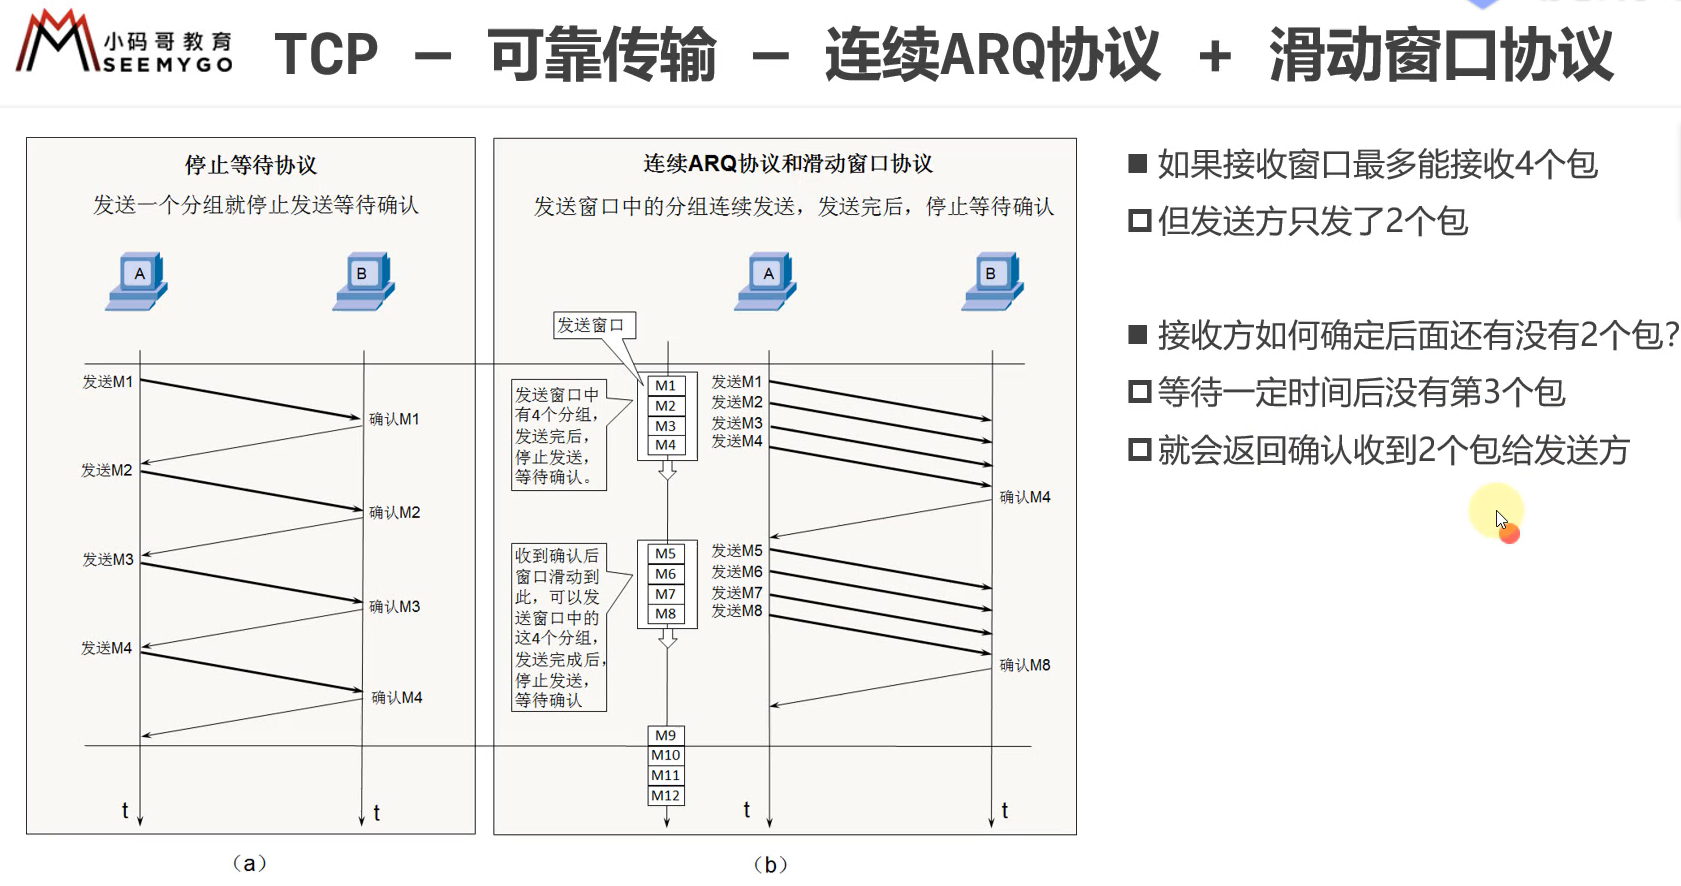 小码哥教育
SEEMYGO
TCP – 可靠传输 – 连续ARQ协议 + 滑动窗口协议
停止等待协议
发送一个分组就停止发送等待确认
A
B
发送M1
确认M1
发送M2
确认M2
发送M3
确认M3
发送M4
确认M4
t
t
(a)
连续ARQ协议和滑动窗口协议
发送窗口中的分组连续发送，发送完后，停止等待确认
A
B
发送窗口
发送窗口中
有4个分组，
发送完后，
停止发送，
等待确认。
M1
M2
M3
M4
发送M1
发送M2
发送M3
发送M4
确认M4
收到确认后
窗口滑动到
此，可以发
送窗口中的
这4个分组，
发送完成后，
停止发送，
等待确认
M5
M6
M7
M8
发送M5
发送M6
发送M7
发送M8
确认M8
M9
M10
M11
M12
t
t
(b)
如果接收窗口最多能接收4个包
但发送方只发了2个包
接收方如何确定后面还有没有2个包？
等待一定时间后没有第3个包
就会返回确认收到2个包给发送方